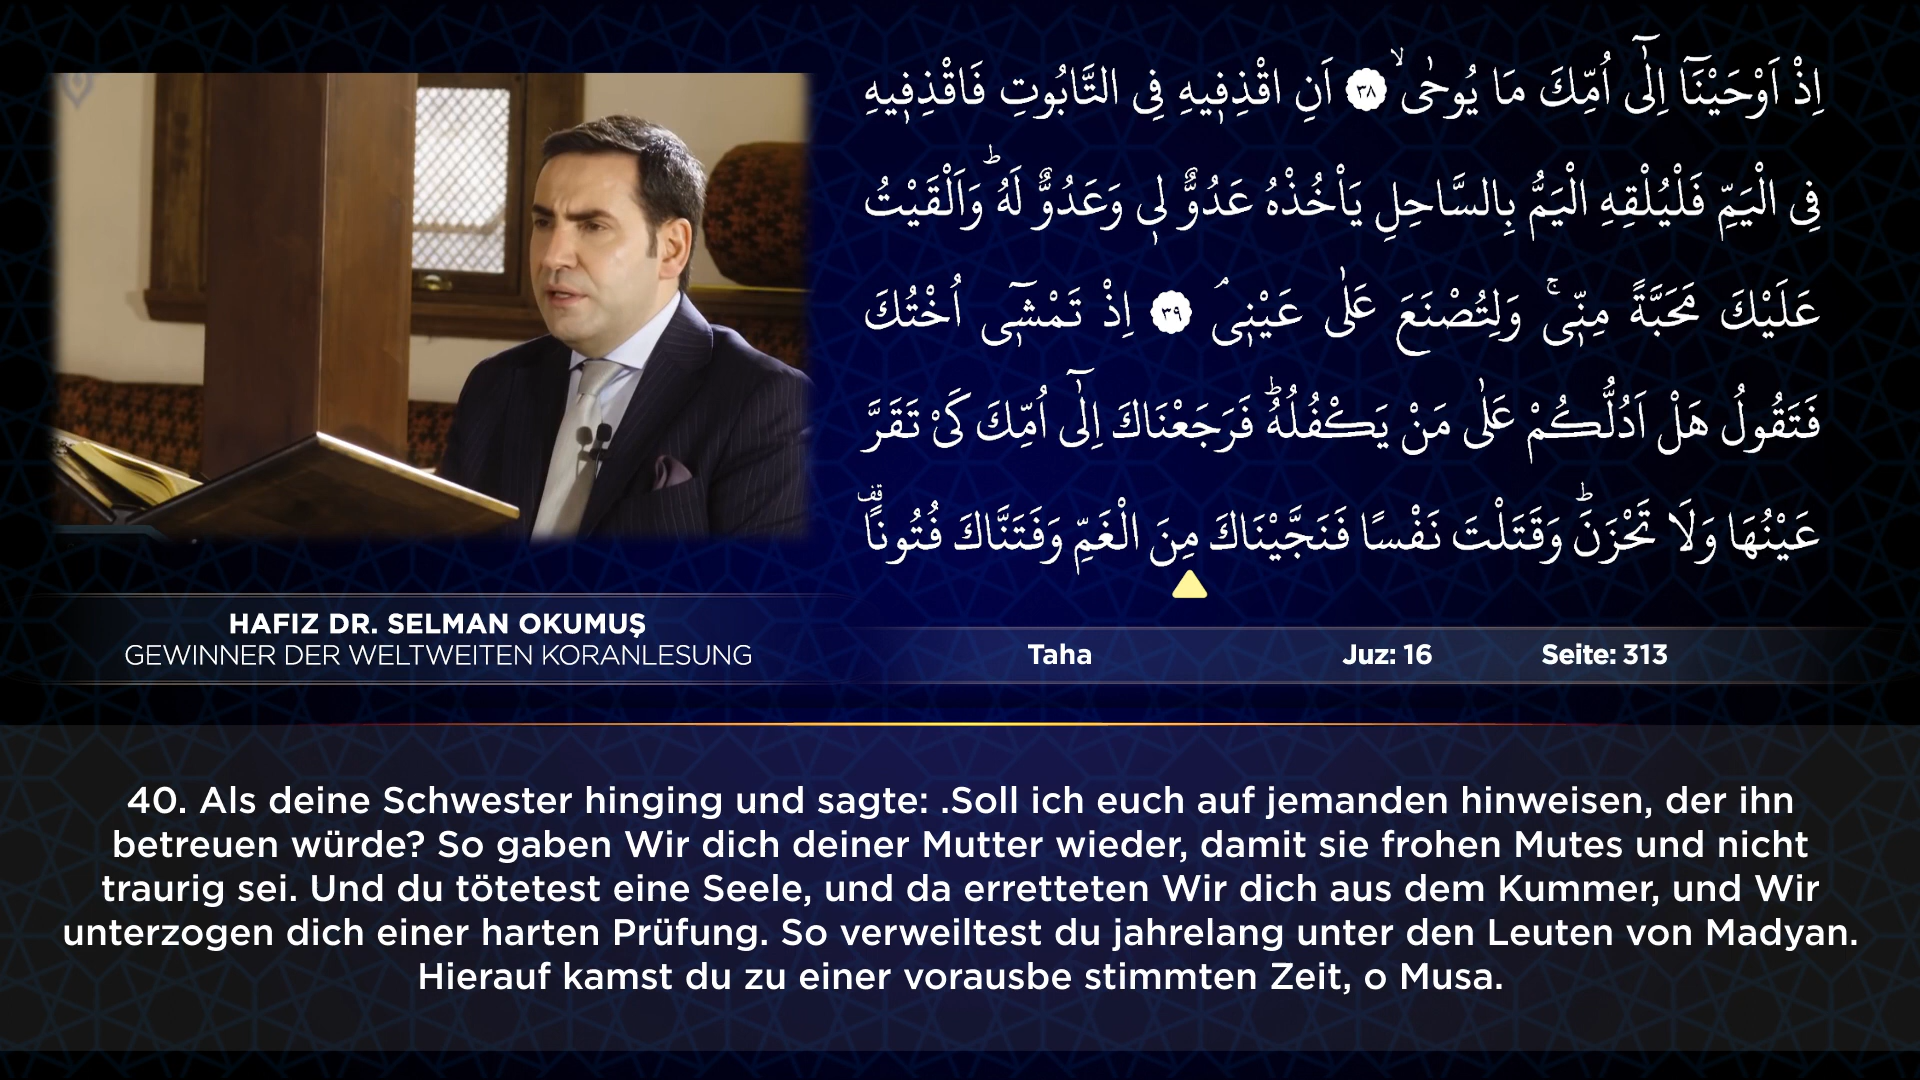 اِذْ اَوْحَيْنَٓا اِلٰٓى اُمِّكَ مَا يُوحٰىۙ ﴿٣٨﴾ اَنِ اقْذِف۪يهِ فِى التَّابُوتِ فَاقْذِف۪يهِ
فِى الْيَمِّ فَلْيُلْقِهِ الْيَمُّ بِالسَّاحِلِ يَاْخُذْهُ عَدُوٌّ ل۪ى وَعَدُوٌّ لَهُۜ وَاَلْقَيْتُ
عَلَيْكَ مَحَبَّةً مِنّ۪ىۚ وَلِتُصْنَعَ عَلٰى عَيْن۪ىۢ ﴿٣٩﴾ اِذْ تَمْش۪ٓى اُخْتُكَ
فَتَقُولُ هَلْ اَدُلُّكُمْ عَلٰى مَنْ يَكْفُلُهُۜ فَرَجَعْنَاكَ اِلٰٓى اُمِّكَ كَىْ تَقَرَّ
عَيْنُهَا وَلَا تَحْزَنَۜ وَقَتَلْتَ نَفْسًا فَنَجَّيْنَاكَ مِنَ الْغَمِّ وَفَتَنَّاكَ فُتُونًا۠
HAFIZ DR. SELMAN OKUMUŞ
GEWINNER DER WELTWEITEN KORANLESUNG
Taha Juz: 16 Seite: 313
40. Als deine Schwester hinging und sagte: .Soll ich euch auf jemanden hinweisen, der ihn
betreuen würde? So gaben Wir dich deiner Mutter wieder, damit sie frohen Mutes und nicht
traurig sei. Und du tötetest eine Seele, und da erretteten Wir dich aus dem Kummer, und Wir
unterzogen dich einer harten Prüfung. So verweiltest du jahrelang unter den Leuten von Madyan.
Hierauf kamst du zu einer vorausbe stimmten Zeit, o Musa.